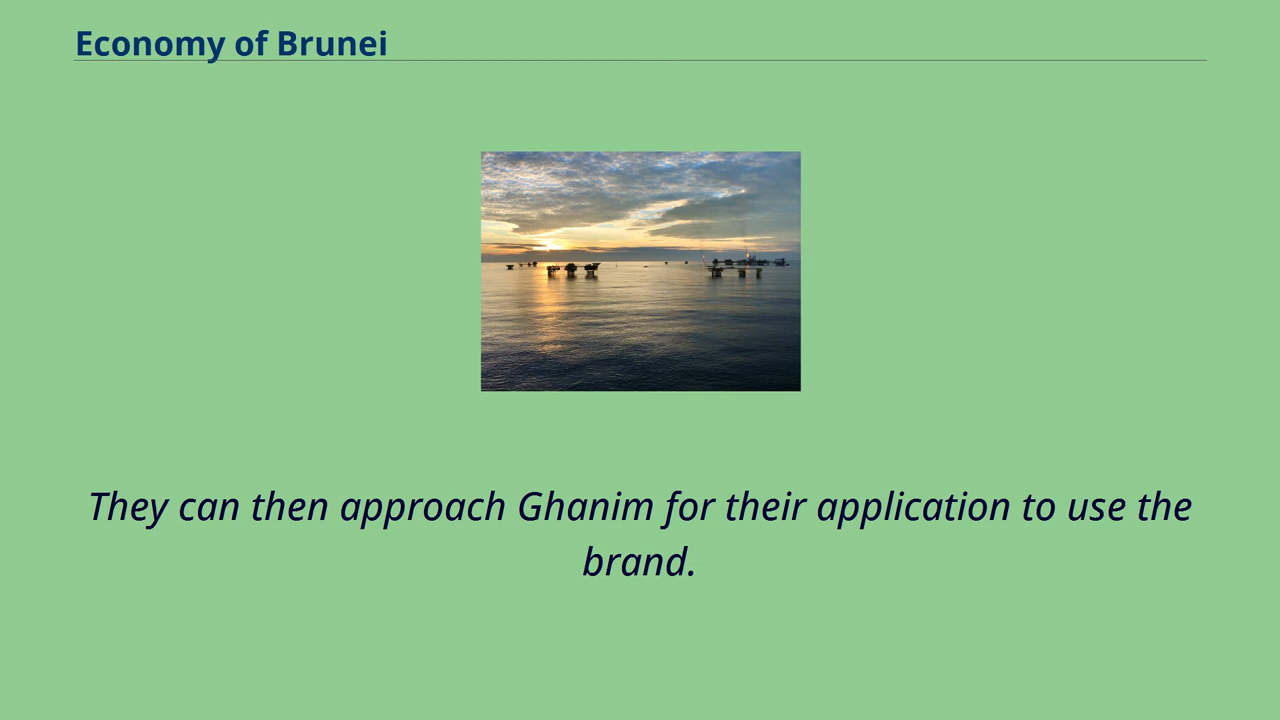 Economy of Brunei
They can then approach Ghanim for their application to use the
brand.